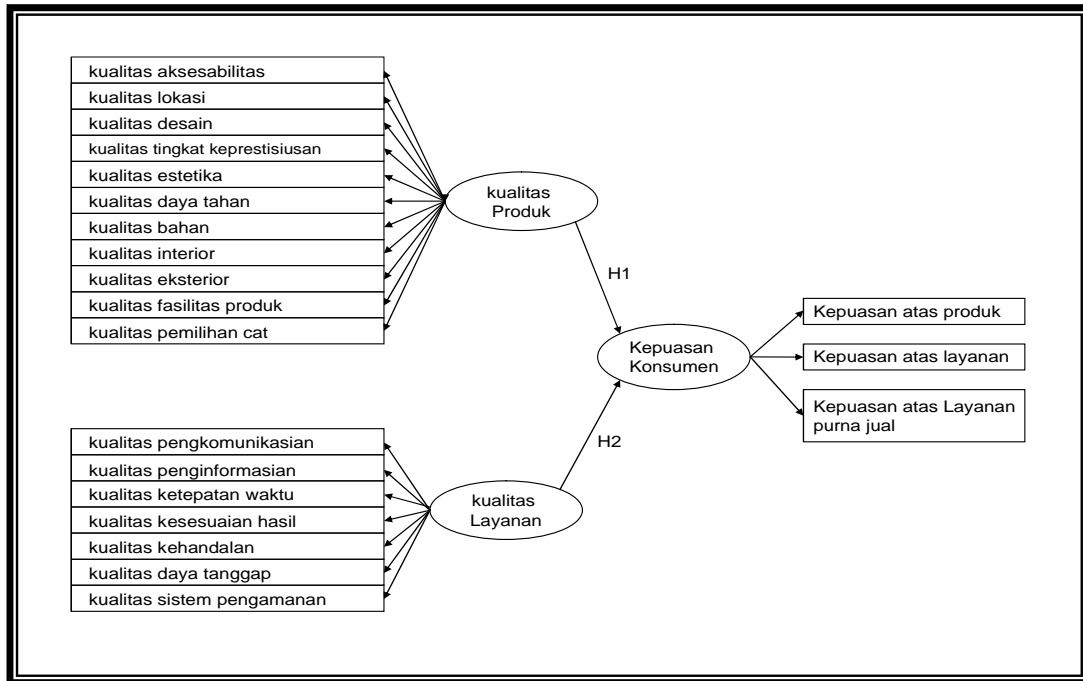 kualitas aksesabilitas
kualitas lokasi
kualitas desain
kualitas tingkat keprestisiusan
kualitas estetika
kualitas daya tahan
kualitas bahan
kualitas interior
kualitas eksterior
kualitas fasilitas produk
kualitas pemilihan cat
kualitas
Produk
H1
Kepuasan
Konsumen
Kepuasan atas produk
Kepuasan atas layanan
Kepuasan atas Layanan
purna jual
kualitas pengkomunikasian
kualitas penginformasian
kualitas ketepatan waktu
kualitas kesesuaian hasil
kualitas kehandalan
kualitas daya tanggap
kualitas sistem pengamanan
kualitas
Layanan
H2